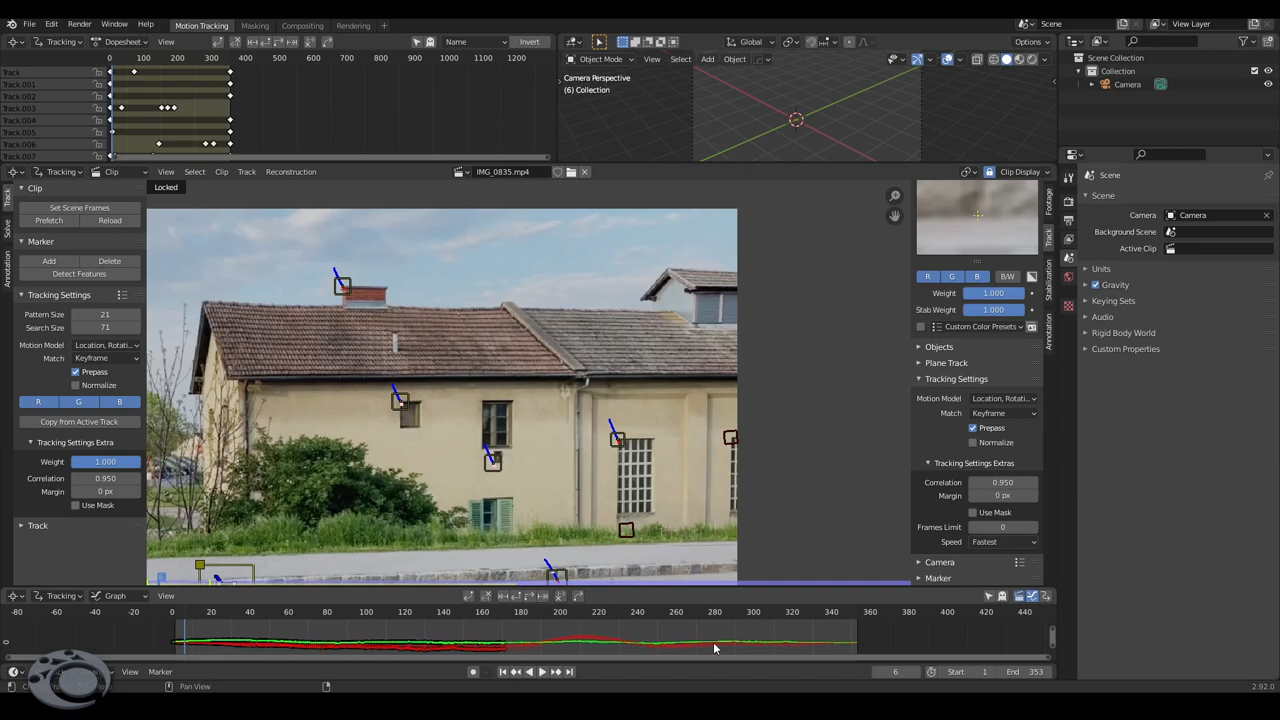 File Edit Render Window Help Motion Tracking Masking Compositing Rendering + Scene View Layer
Tracking Dopesheet View Name Invert Global Options
0 100 200 300 400 500 600 700 800 900 1000 1100 1200
Object Mode View Select Add Object
Scene Collection
Collection
Camera
Track
Track.001
Track.002
Track.003
Track.004
Track.005
Track.006
Track.007
Camera Perspective
(6) Collection
Tracking Clip View Select Clip Track Reconstruction IMG_0835.mp4 Clip Display
Locked
Track
Solve
Annotation
Clip
Set Scene Frames
Prefetch Reload
Marker
Add Delete
Detect Features
Tracking Settings
Pattern Size 21
Search Size 71
Motion Model Location, Rotati..
Match Keyframe
Prepass
Normalize
R G B
Copy from Active Track
Tracking Settings Extra
Weight 1.000
Correlation 0.950
Margin 0 px
Use Mask
Track
R G B B/W
Weight 1.000
Stab Weight 1.000
Custom Color Presets
Objects
Plane Track
Tracking Settings
Motion Model Location, Rotati..
Match Keyframe
Prepass
Normalize
Tracking Settings Extras
Correlation 0.950
Margin 0 px
Use Mask
Frames Limit 0
Speed Fastest
Camera
Marker
Footage
Track
Stabilization
Annotation
Scene
Scene
Camera Camera
Background Scene
Active Clip
Units
Gravity
Keying Sets
Audio
Rigid Body World
Custom Properties
Tracking Graph View
-80 -60 -40 -20 0 20 40 60 80 100 120 140 160 180 200 220 240 260 280 300 320 340 360 380 400 420 440
0
View Marker 6 Start 1 End 353
Pan View 2.92.0